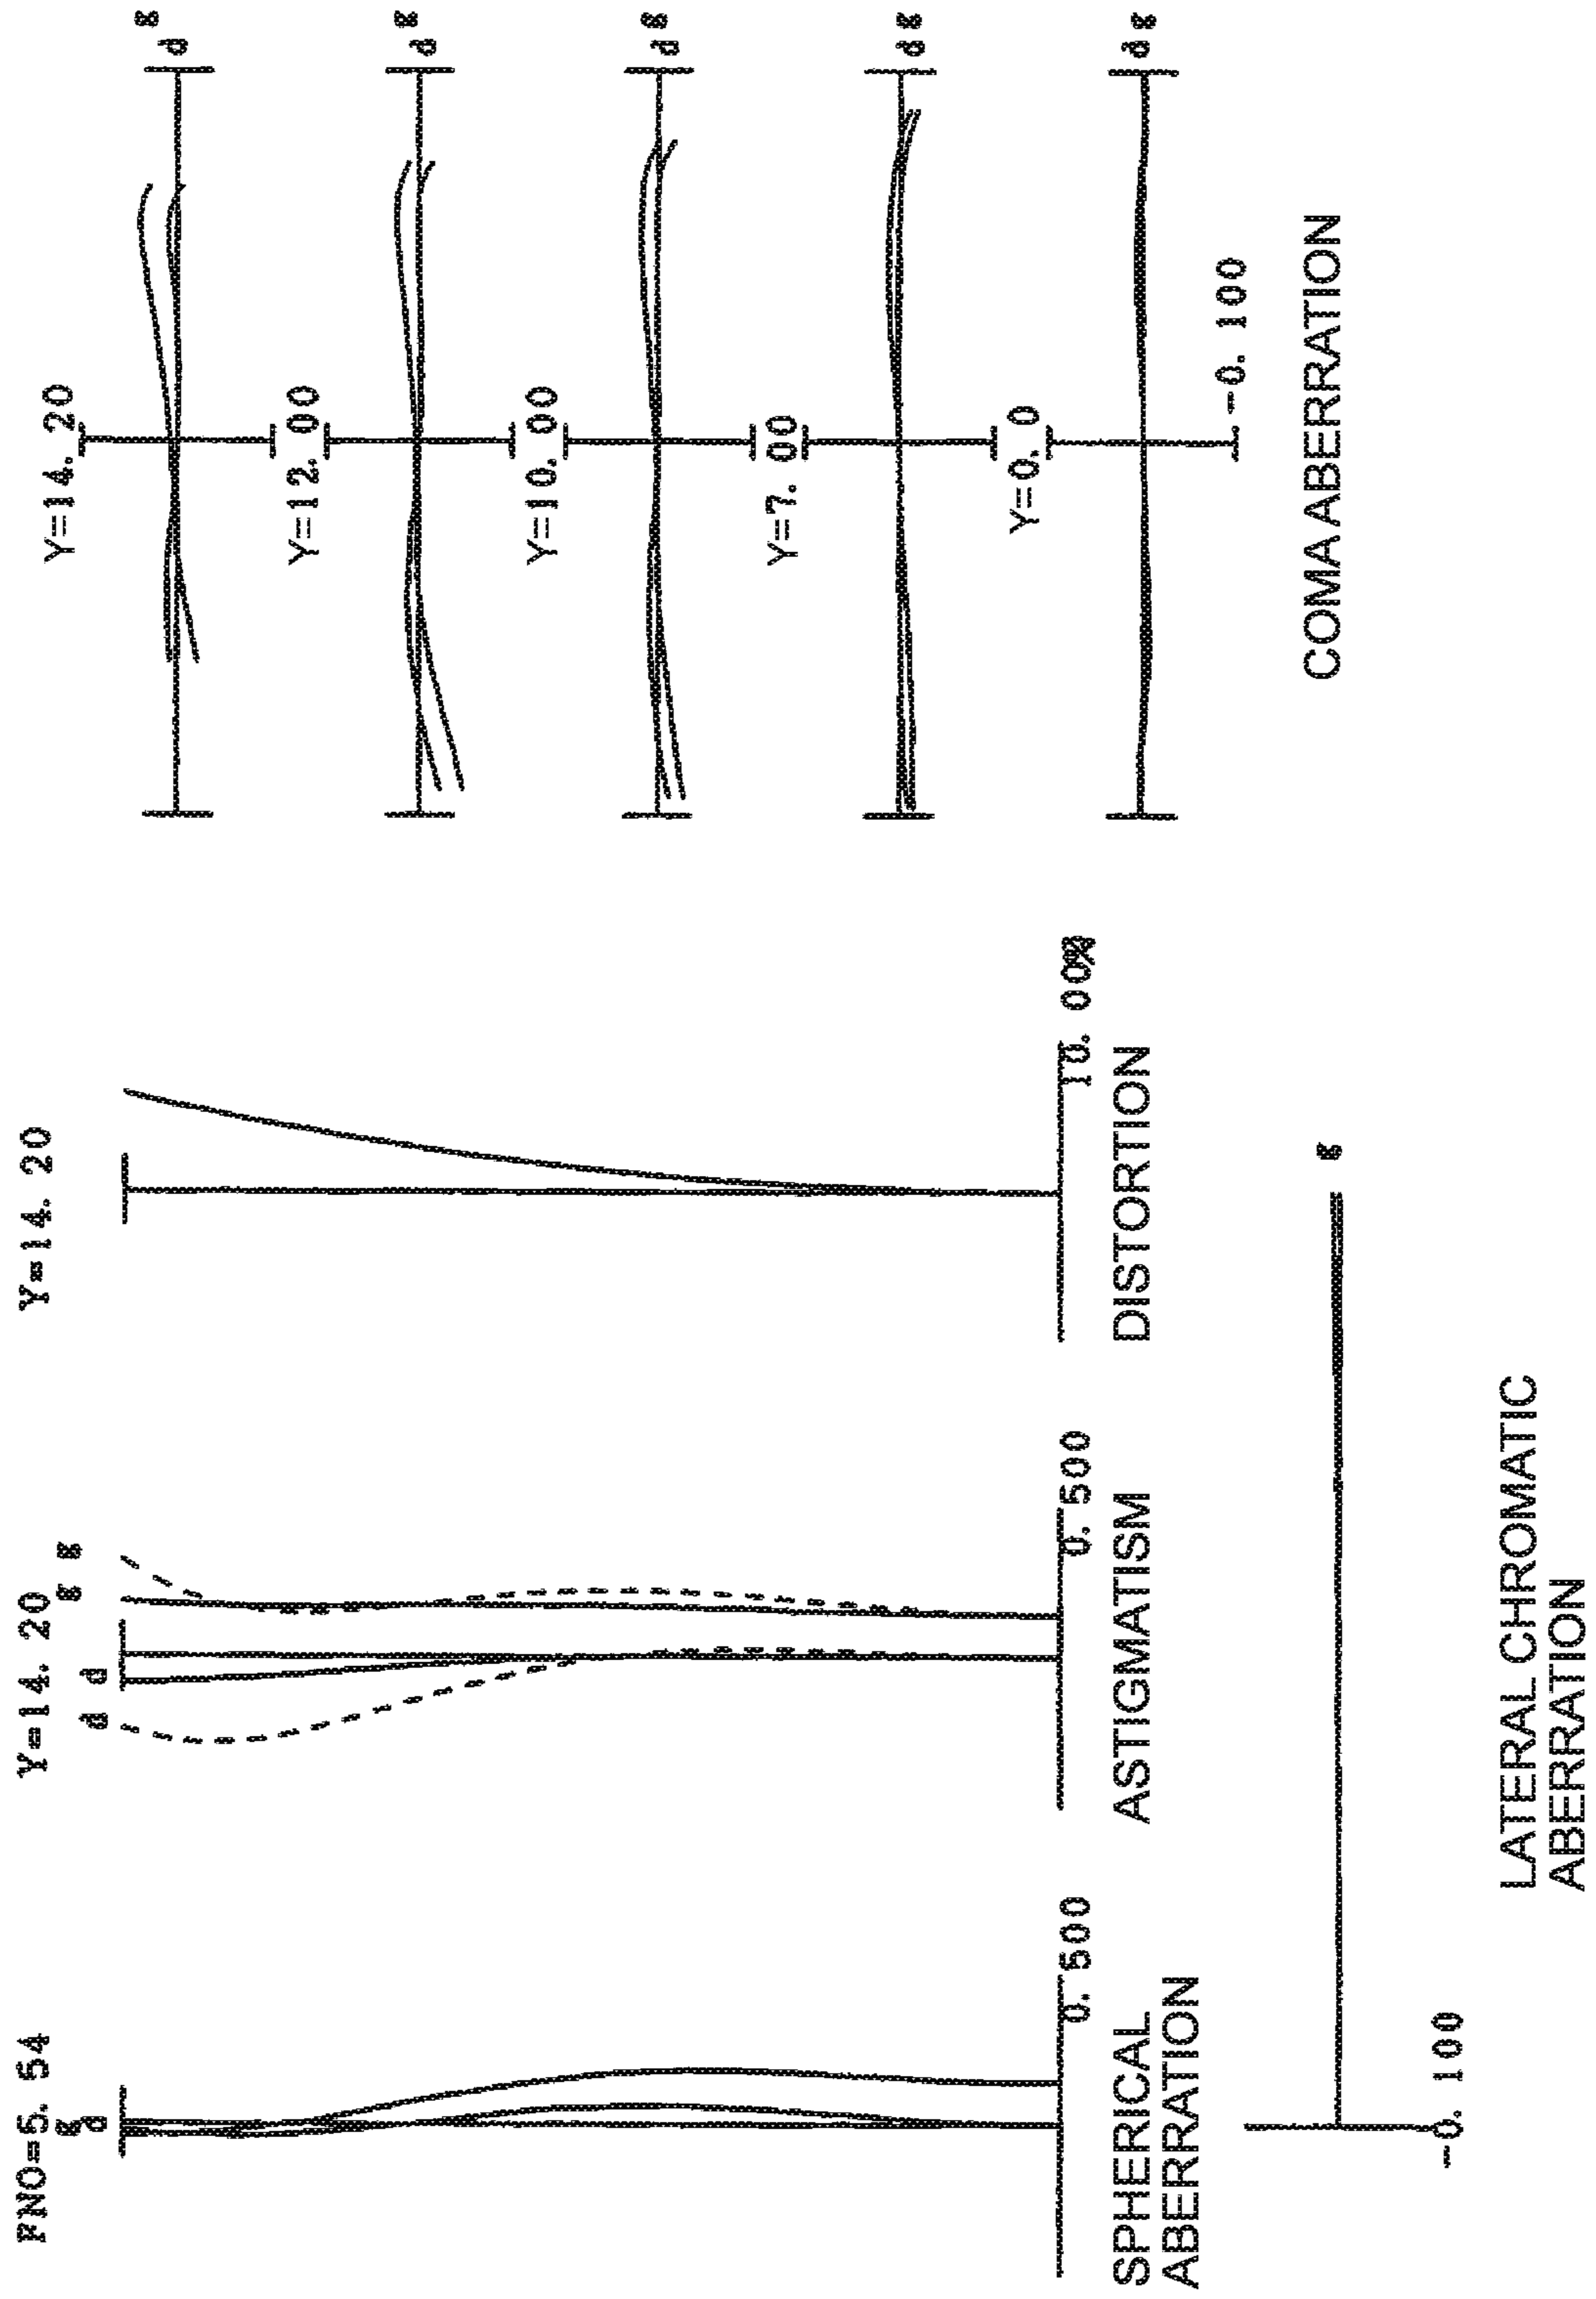 FNO=5. 54
g
d
0. 500
SPHERICAL
ABERRATION
Y=14. 20
d d g g
0. 500
ASTIGMATISM
Y=14. 20
10. 00%
DISTORTION
Y=14. 20
d g
Y=12. 00
d g
Y=10. 00
d g
Y=7. 00
d g
Y=0. 0
d g
-0. 100
COMA ABERRATION
g
-0. 100
LATERAL CHROMATIC
ABERRATION